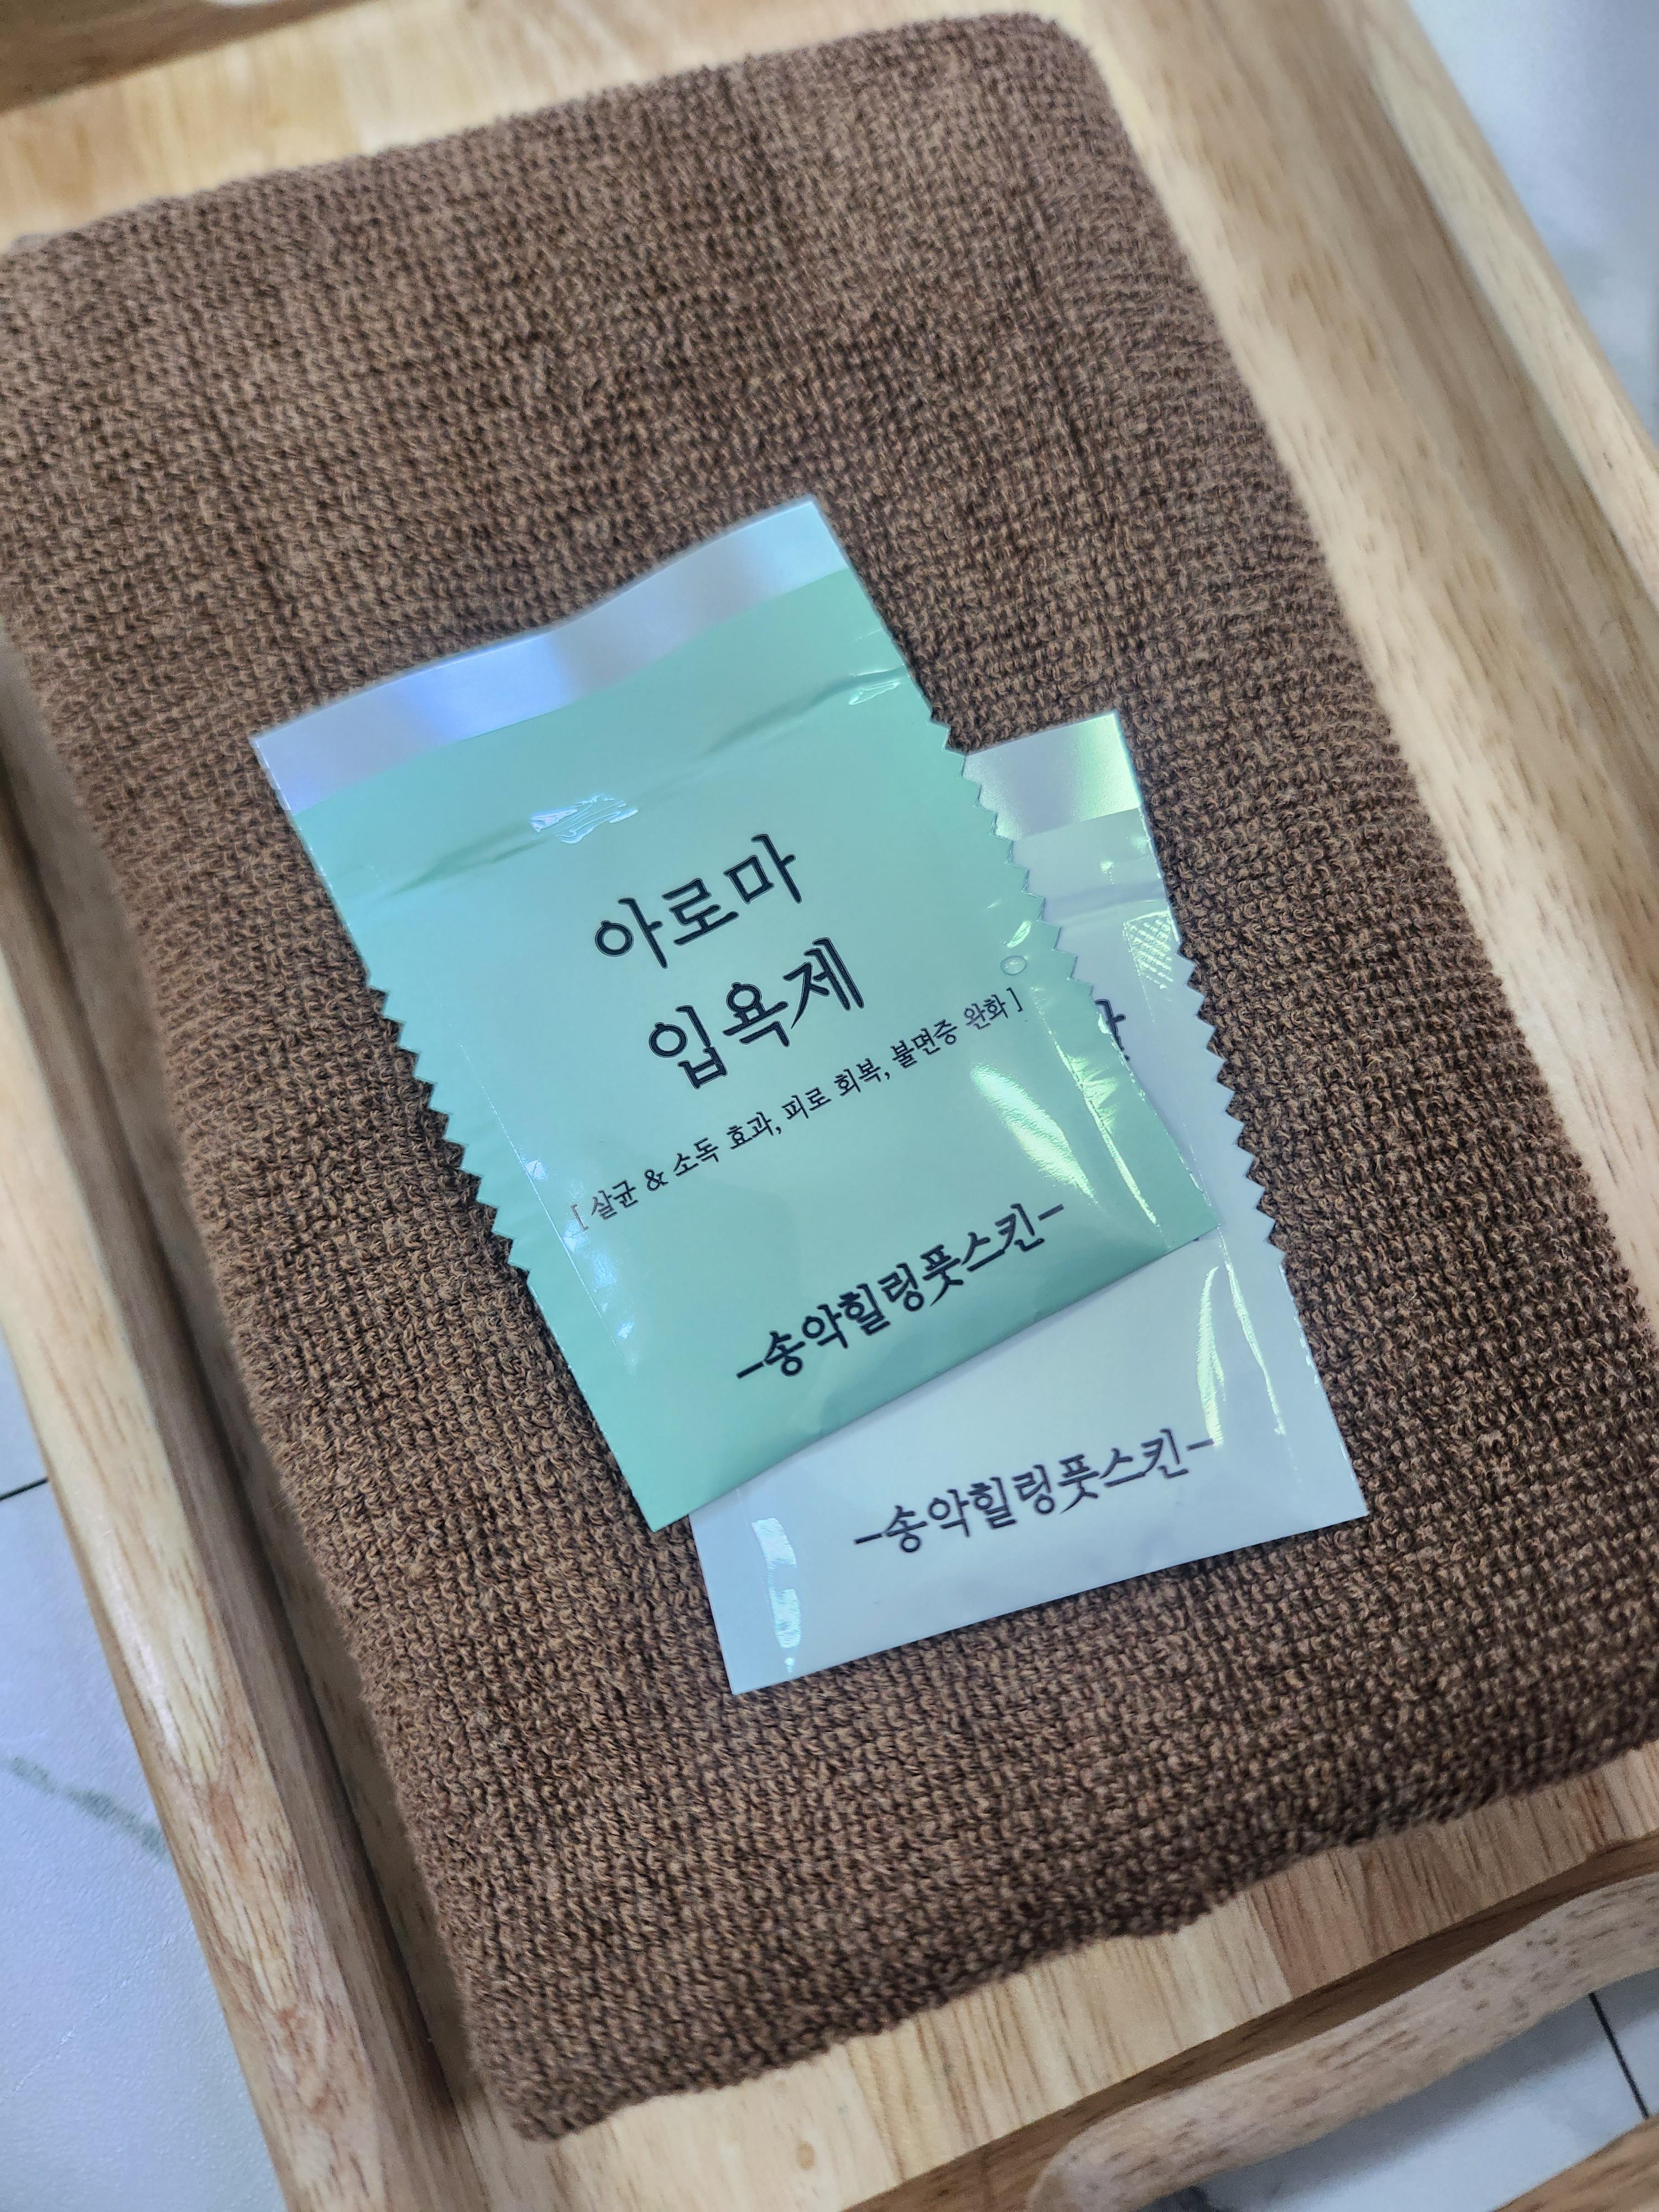 아로마
입욕제
[ 살균 & 소독 효과, 피로 회복, 불면증 완화 ]
-송악힐링풋스킨-
-송악힐링풋스킨-